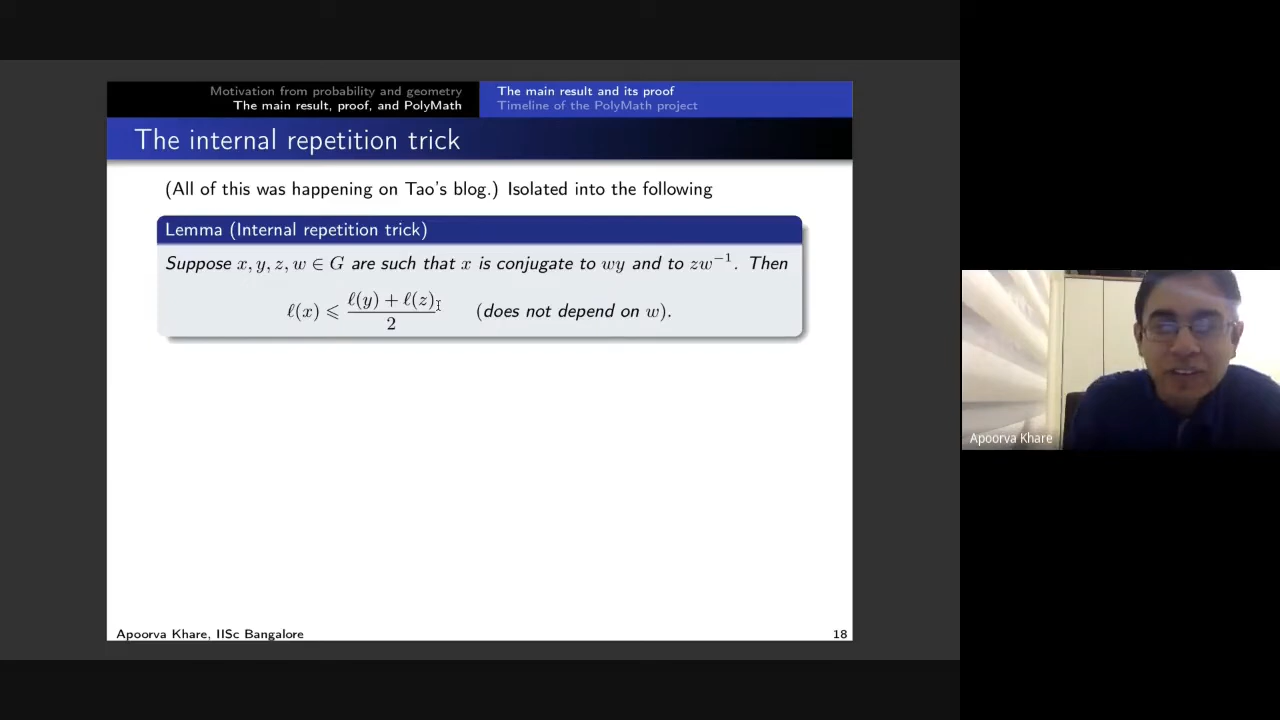 Motivation from probability and geometry
The main result, proof, and PolyMath
The main result and its proof
Timeline of the PolyMath project
The internal repetition trick
(All of this was happening on Tao's blog.) Isolated into the following
Lemma (Internal repetition trick)
Suppose x, y, z, w ∈ G are such that x is conjugate to wy and to zw⁻¹. Then
ℓ(x) ⩽ (ℓ(y) + ℓ(z))/2 (does not depend on w).
Apoorva Khare
Apoorva Khare, IISc Bangalore
18